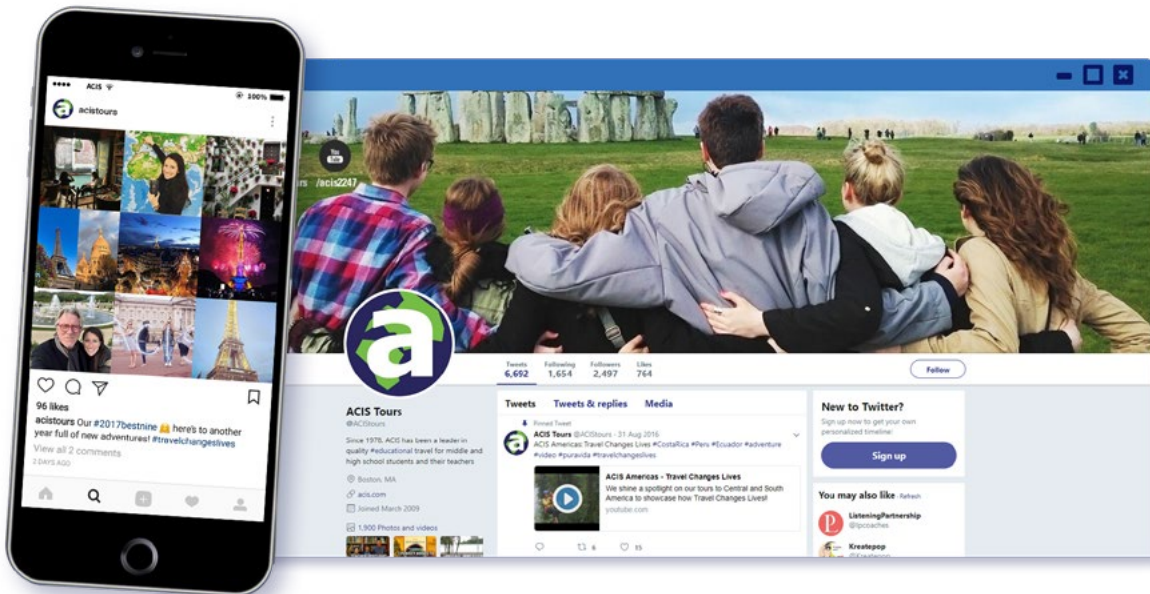 ACIS
100%
acistours
96 likes
acistours Our #2017bestnine 🤗 here's to another
year full of new adventures! #travelchangeslives
View all 2 comments
2 DAYS AGO
You
Tube
/acis2247
a
Tweets Following Followers Likes
6,692 1,654 2,497 764
Follow
ACIS Tours
@ACIStours
Since 1978, ACIS has been a leader in
quality #educational travel for middle and
high school students and their teachers
Boston, MA
acis.com
Joined March 2009
1,900 Photos and videos
Tweets Tweets & replies Media
Pinned Tweet
ACIS Tours @ACIStours · 31 Aug 2016
ACIS Americas: Travel Changes Lives #CostaRica #Peru #Ecuador #adventure
#video #puravida #travelchangeslives
ACIS Americas - Travel Changes Lives
We shine a spotlight on our tours to Central and South
America to showcase how Travel Changes Lives!
youtube.com
6 15
New to Twitter?
Sign up now to get your own
personalized timeline!
Sign up
You may also like · Refresh
ListeningPartnership
@lpcoaches
Kreatepop